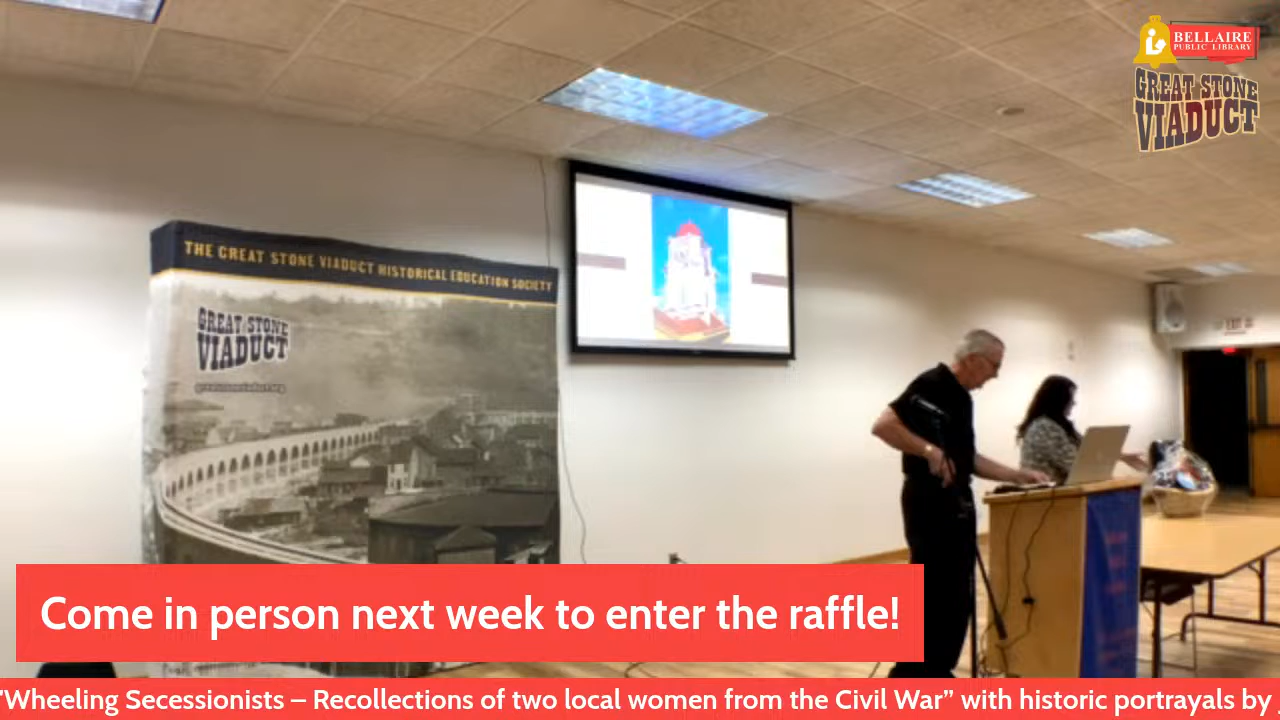 BELLAIRE
PUBLIC LIBRARY
GREAT STONE
VIADUCT
THE GREAT STONE VIADUCT HISTORICAL EDUCATION SOCIETY
GREAT STONE
VIADUCT
EXIT
Come in person next week to enter the raffle!
"Wheeling Secessionists – Recollections of two local women from the Civil War” with historic portrayals by